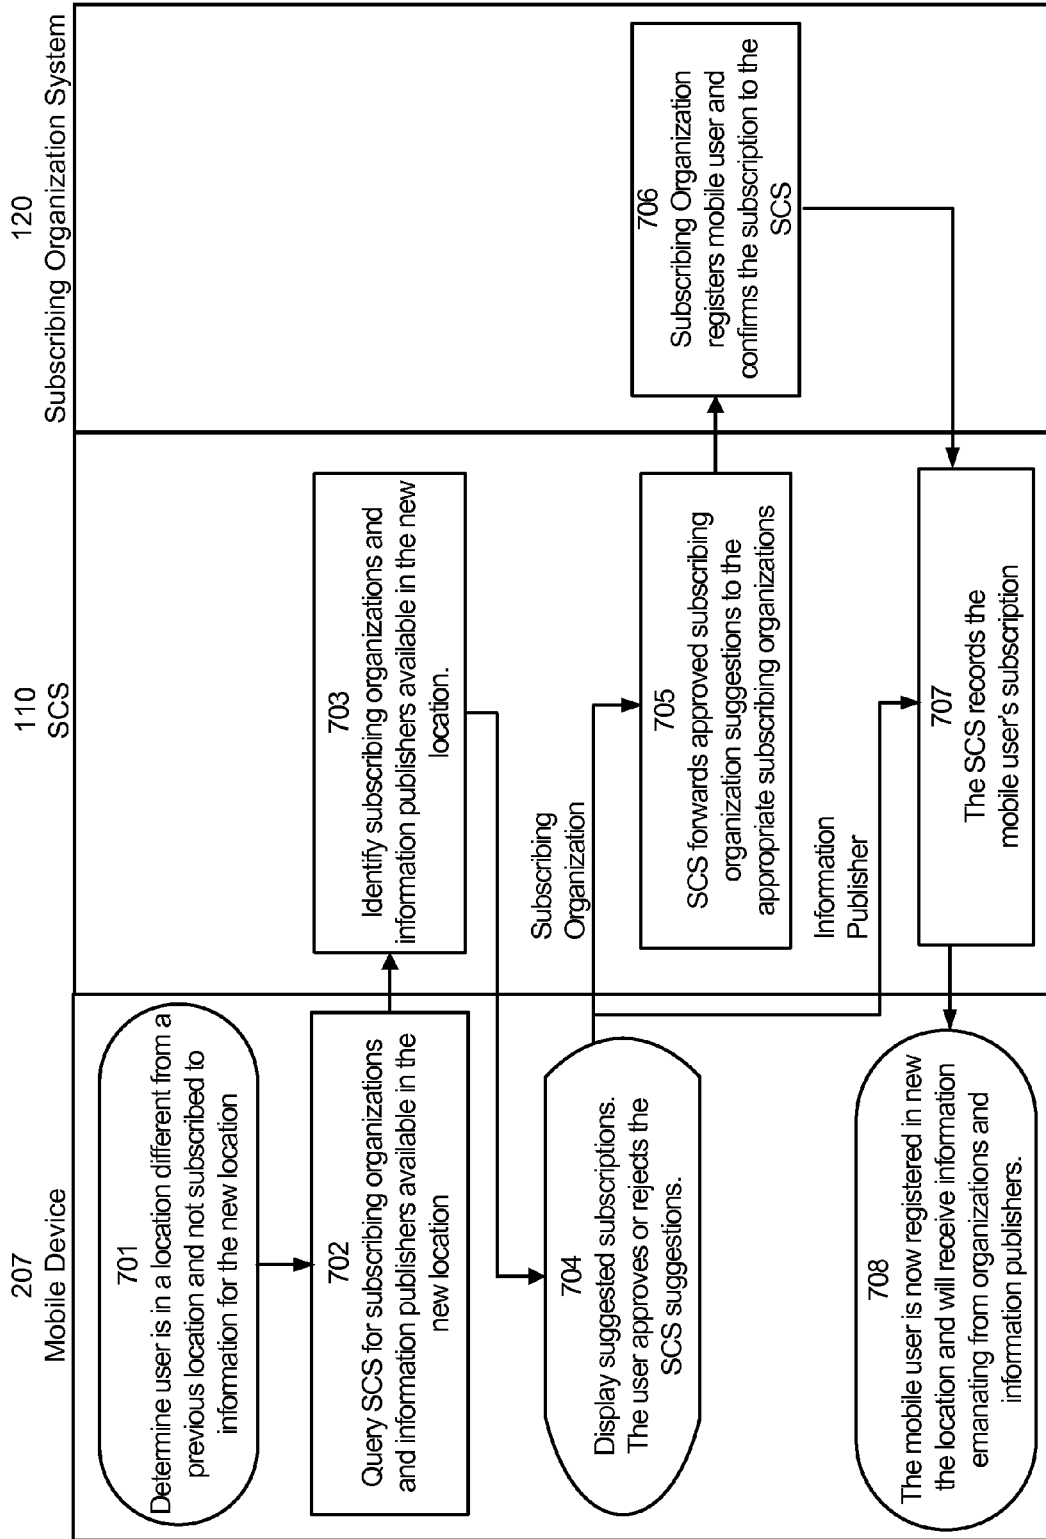 207
Mobile Device
110
SCS
120
Subscribing Organization System
701
Determine user is in a location different from a
previous location and not subscribed to
information for the new location
702
Query SCS for subscribing organizations
and information publishers available in the
new location
703
Identify subscribing organizations and
information publishers available in the new
location.
704
Display suggested subscriptions.
The user approves or rejects the
SCS suggestions.
Subscribing
Organization
705
SCS forwards approved subscribing
organization suggestions to the
appropriate subscribing organizations
706
Subscribing Organization
registers mobile user and
confirms the subscription to the
SCS
Information
Publisher
707
The SCS records the
mobile user's subscription
708
The mobile user is now registered in new
the location and will receive information
emanating from organizations and
information publishers.